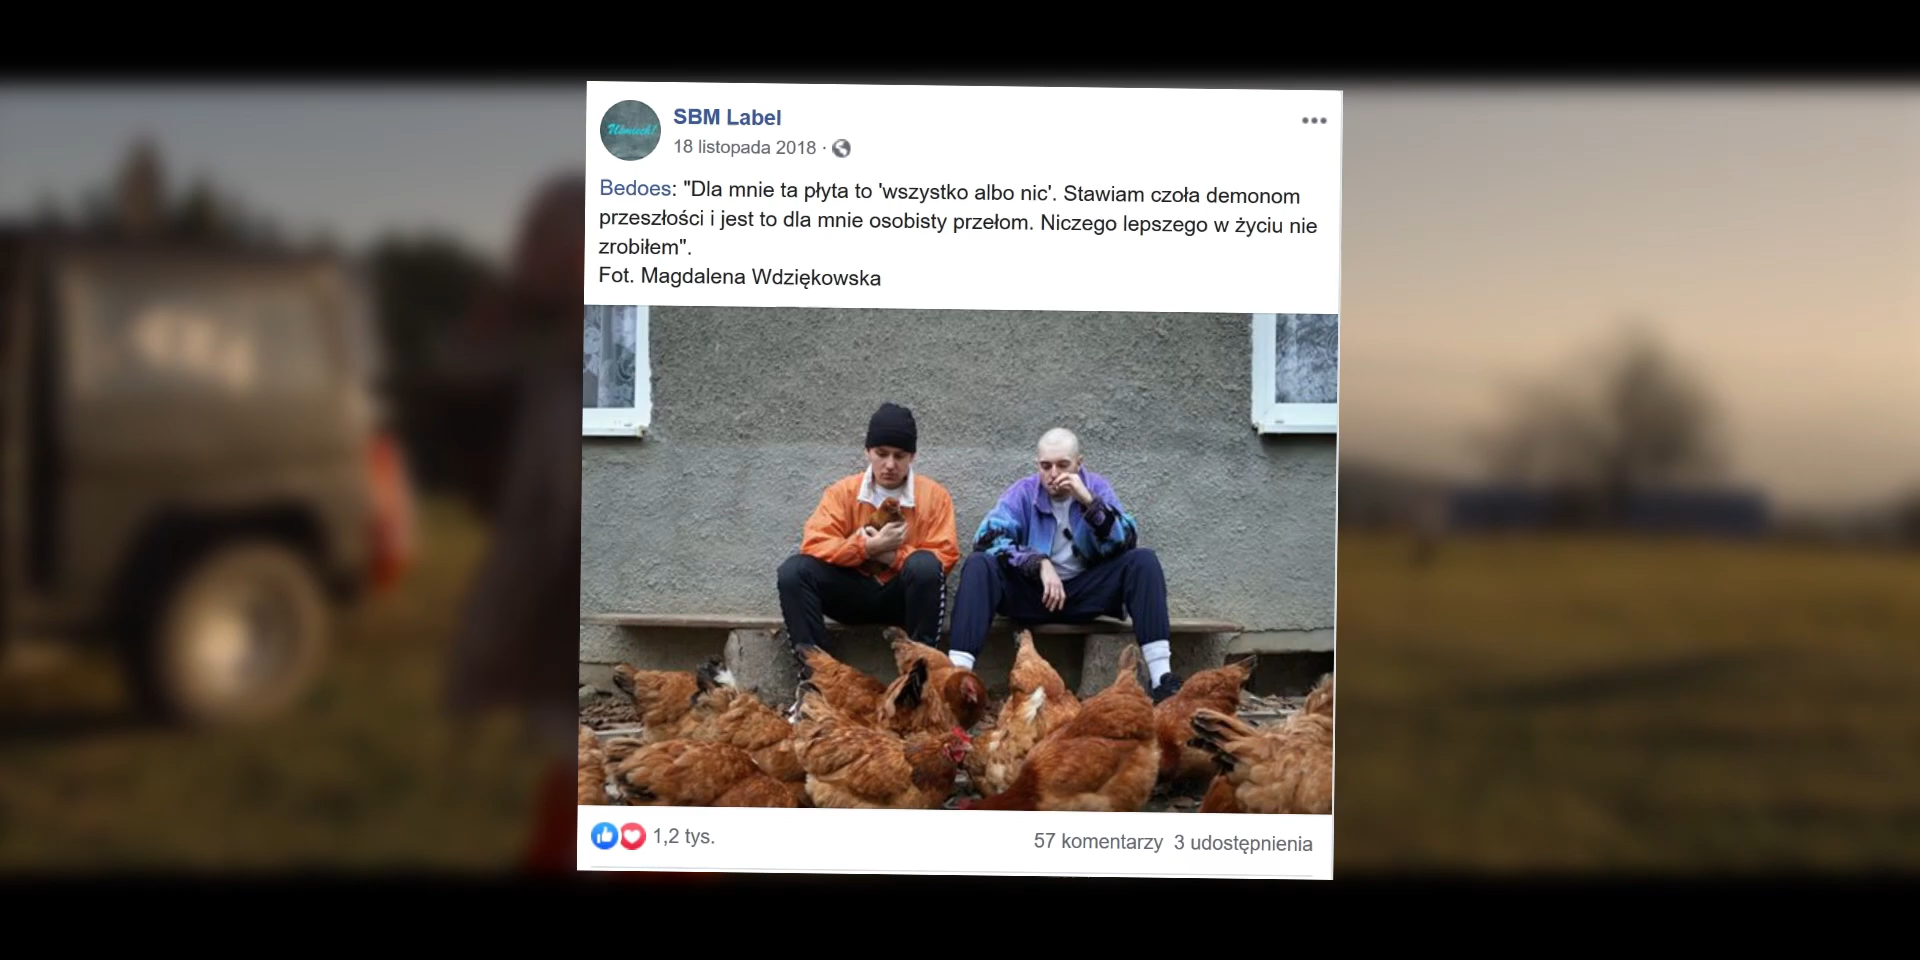 Uśmiech!
SBM Label
18 listopada 2018 ·
Bedoes: "Dla mnie ta płyta to 'wszystko albo nic'. Stawiam czoła demonom
przeszłości i jest to dla mnie osobisty przełom. Niczego lepszego w życiu nie
zrobiłem".
Fot. Magdalena Wdziękowska
1,2 tys.
57 komentarzy 3 udostępnienia